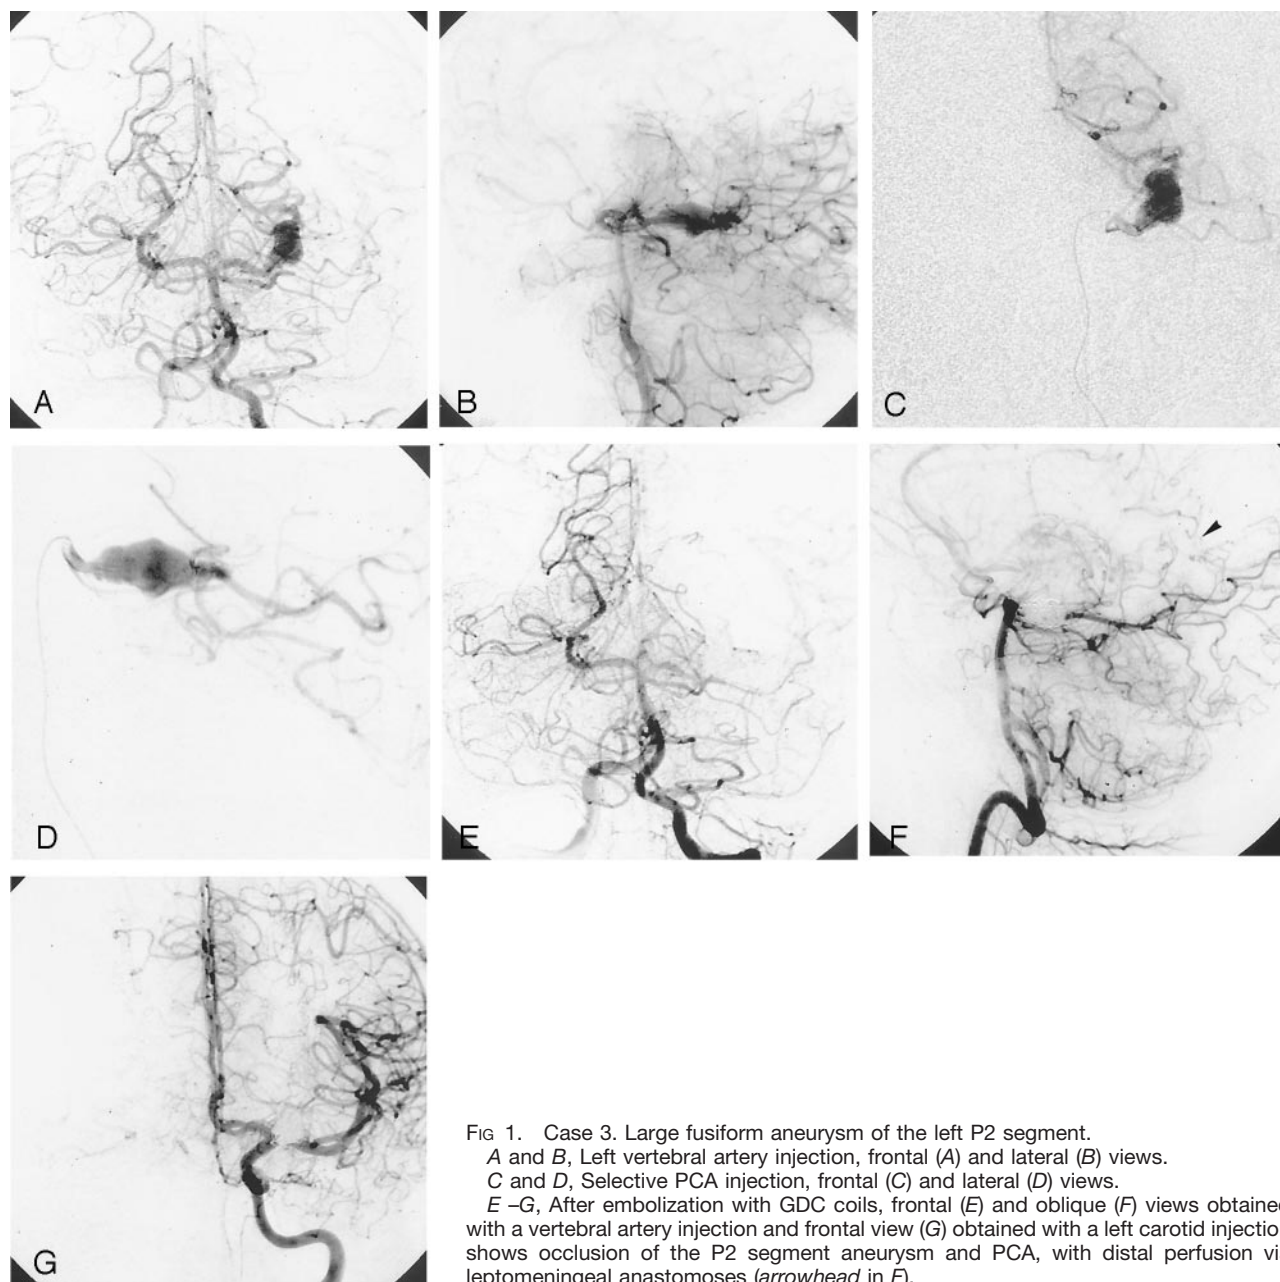 A
B
C
D
E
F
G
FIG 1. Case 3. Large fusiform aneurysm of the left P2 segment.
A and B, Left vertebral artery injection, frontal (A) and lateral (B) views.
C and D, Selective PCA injection, frontal (C) and lateral (D) views.
E –G, After embolization with GDC coils, frontal (E) and oblique (F) views obtained
with a vertebral artery injection and frontal view (G) obtained with a left carotid injection
shows occlusion of the P2 segment aneurysm and PCA, with distal perfusion vi
leptomeningeal anastomoses (arrowhead in F).